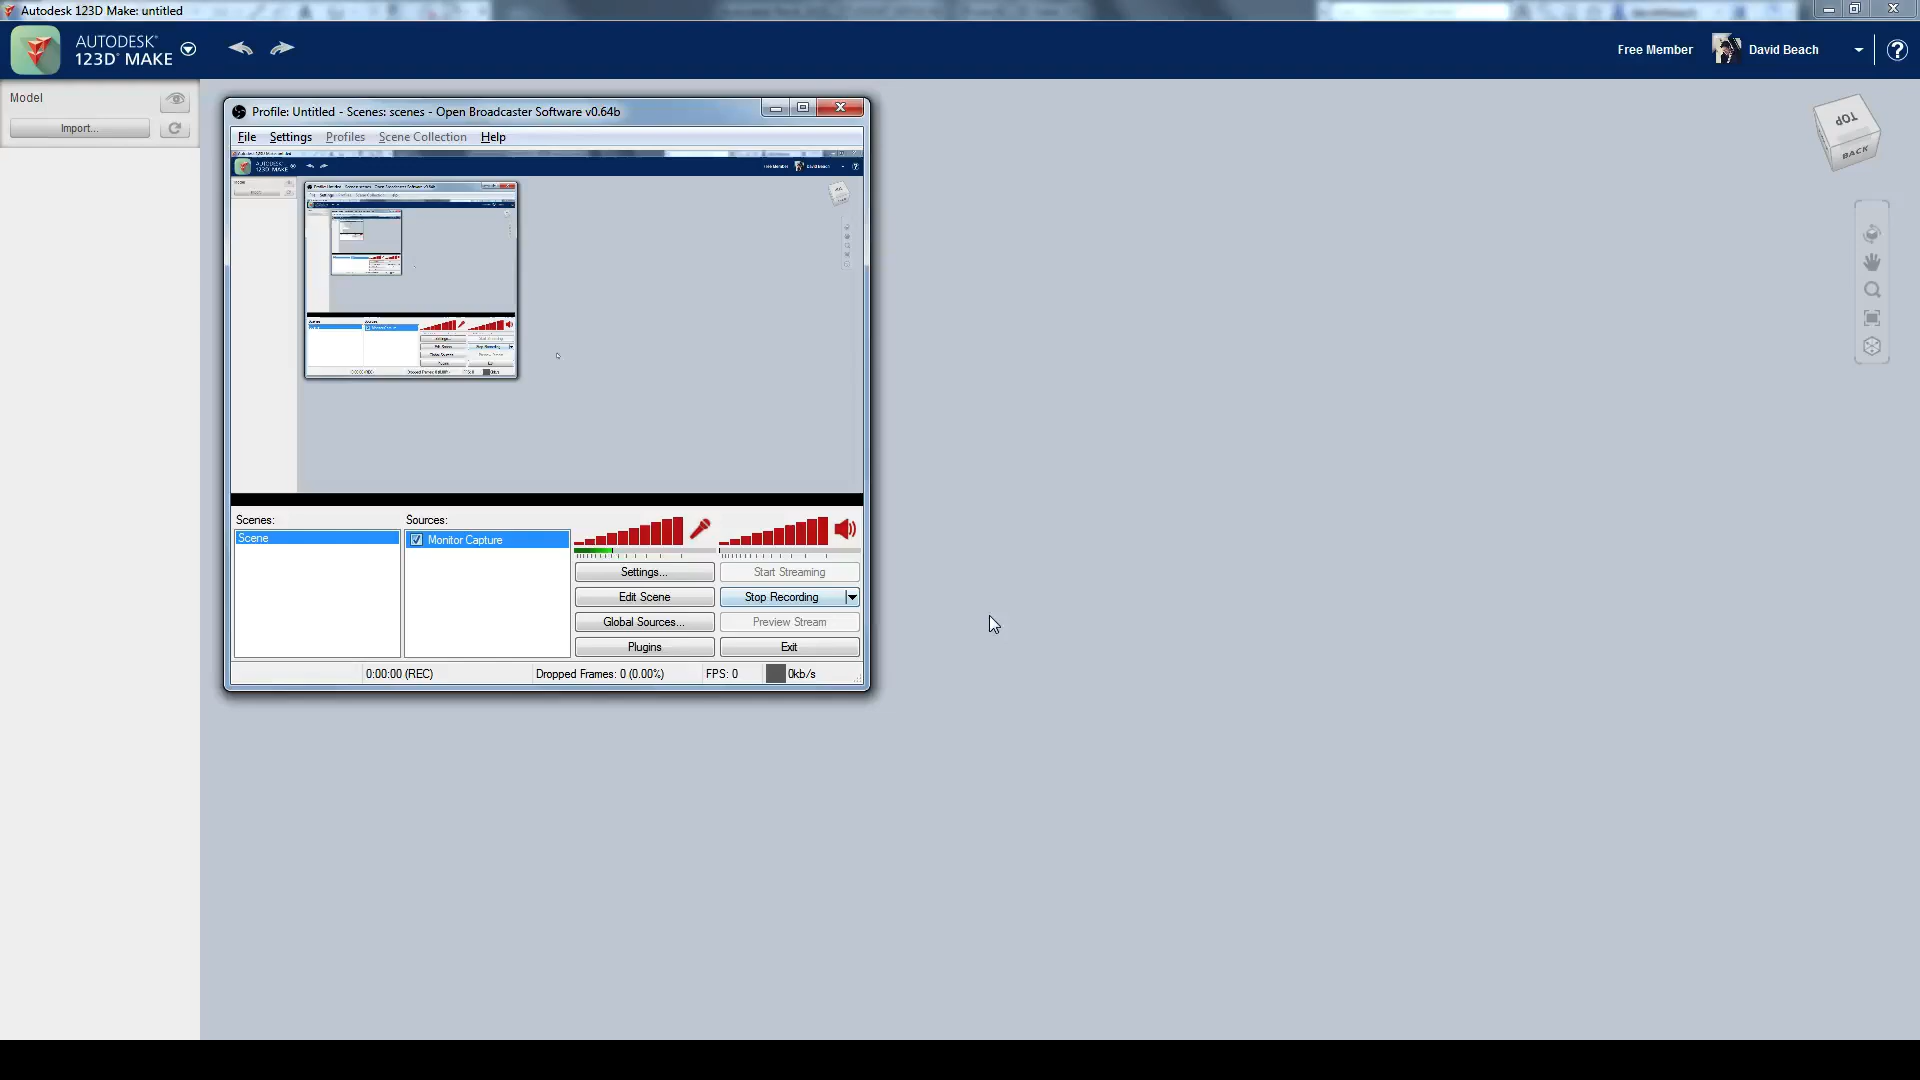 Autodesk 123D Make: untitled
AUTODESK®
123D® MAKE
Free Member
David Beach
?
Model
Import...
TOP
BACK
Profile: Untitled - Scenes: scenes - Open Broadcaster Software v0.64b
File Settings Profiles Scene Collection Help
Scenes:
Sources:
Scene
Monitor Capture
Settings...
Start Streaming
Edit Scene
Stop Recording
Global Sources...
Preview Stream
Plugins
Exit
0:00:00 (REC)
Dropped Frames: 0 (0.00%)
FPS: 0
0kb/s